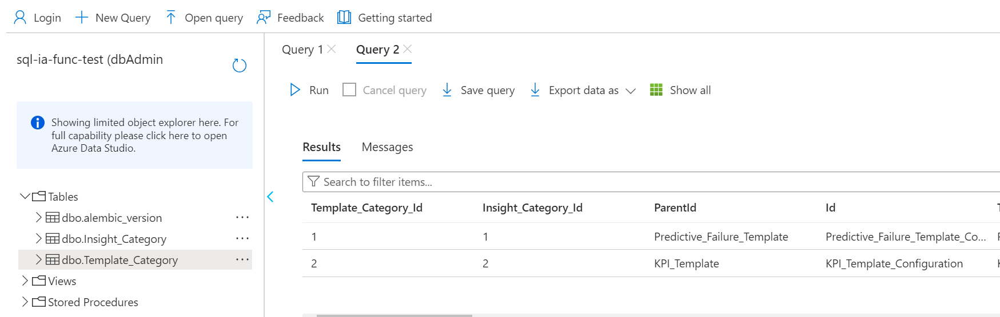 Login New Query Open query Feedback Getting started
sql-ia-func-test (dbAdmin
Showing limited object explorer here. For
full capability please click here to open
Azure Data Studio.
Tables
dbo.alembic_version
dbo.Insight_Category
dbo.Template_Category
Views
Stored Procedures
Query 1 Query 2
Run Cancel query Save query Export data as Show all
Results Messages
Search to filter items...
Template_Category_Id Insight_Category_Id ParentId Id
1 1 Predictive_Failure_Template Predictive_Failure_Template_Co...
2 2 KPI_Template KPI_Template_Configuration